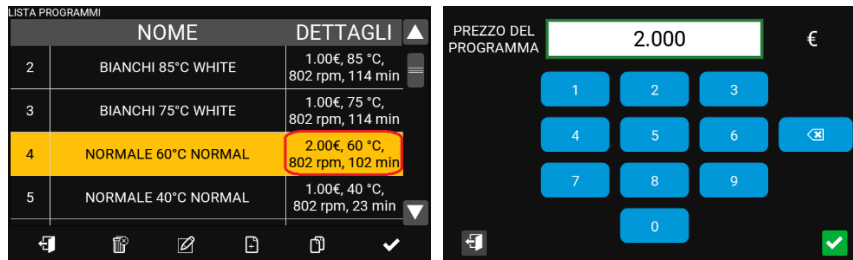 LISTA PROGRAMMI
NOME DETTAGLI
2 BIANCHI 85°C WHITE 1.00€, 85 °C,
802 rpm, 114 min
3 BIANCHI 75°C WHITE 1.00€, 75 °C,
802 rpm, 114 min
4 NORMALE 60°C NORMAL 2.00€, 60 °C,
802 rpm, 102 min
5 NORMALE 40°C NORMAL 1.00€, 40 °C,
802 rpm, 23 min
PREZZO DEL
PROGRAMMA
2.000 €
1 2 3
4 5 6
7 8 9
0